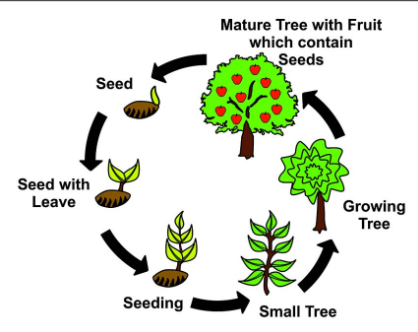 Mature Tree with Fruit
which contain
Seeds
Seed
Seed with
Leave
Seeding
Small Tree
Growing
Tree